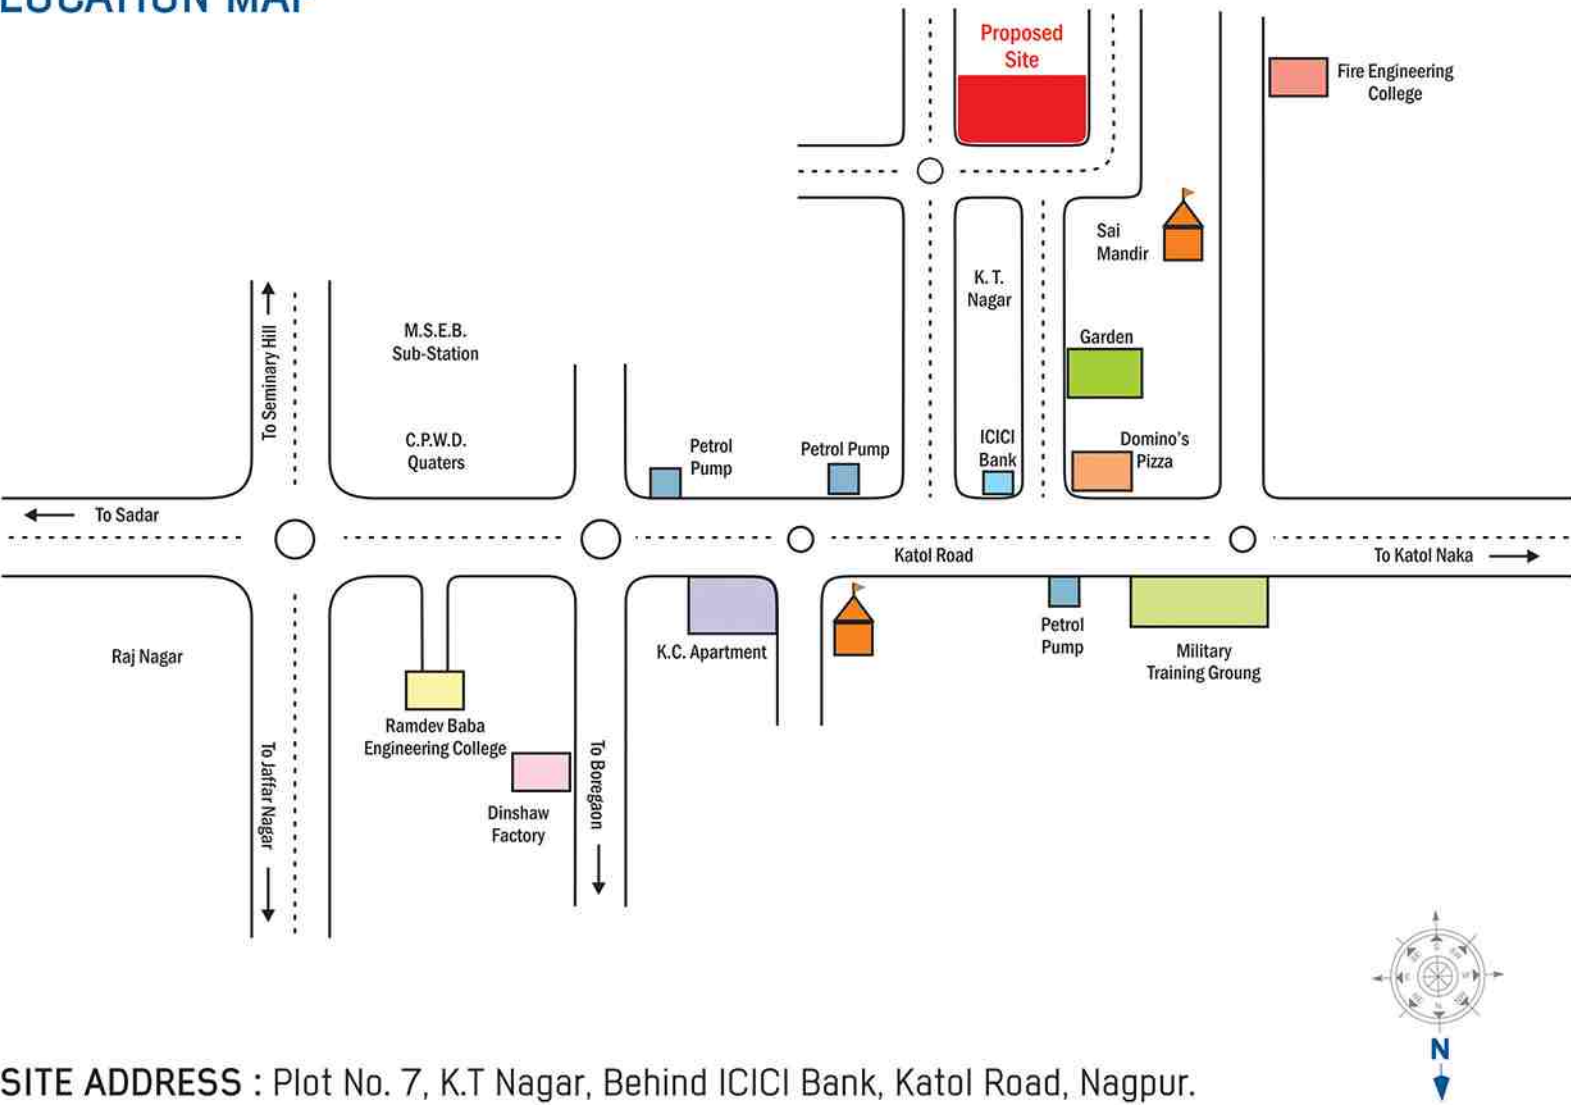 LOCATION MAP
Proposed
Site
Fire Engineering
College
Sai
Mandir
K. T.
Nagar
To Seminary Hill
M.S.E.B.
Sub-Station
Garden
C.P.W.D.
Quaters
Petrol
Pump
Petrol Pump
ICICI
Bank
Domino's
Pizza
To Sadar
Katol Road
To Katol Naka
Raj Nagar
K.C. Apartment
Petrol
Pump
Military
Training Groung
Ramdev Baba
Engineering College
To Jaffar Nagar
To Boregaon
Dinshaw
Factory
S
SW
W
N
N
SITE ADDRESS : Plot No. 7, K.T Nagar, Behind ICICI Bank, Katol Road, Nagpur.